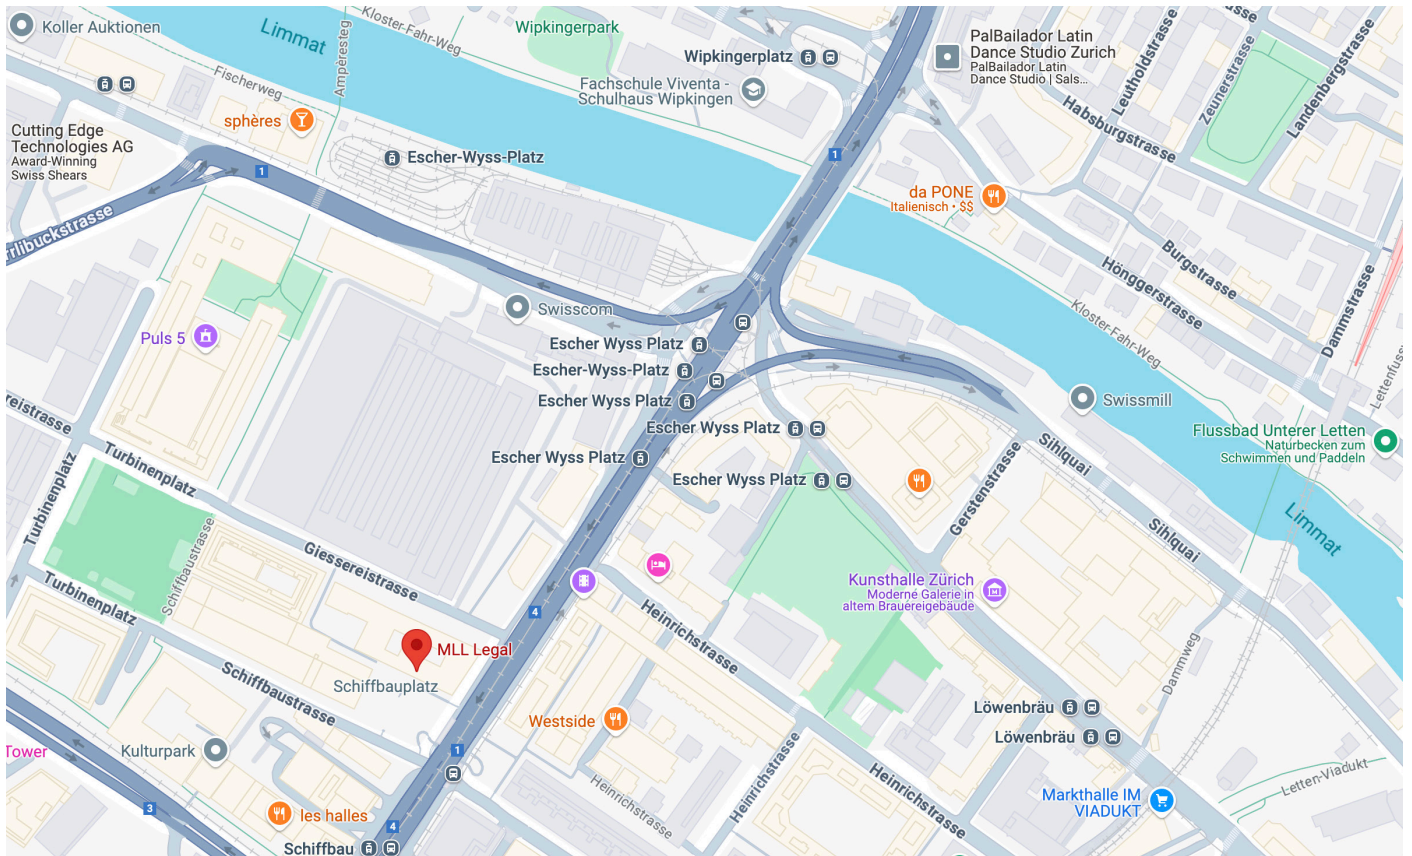 Koller Auktionen
Limmat
Kloster-Fahr-Weg
Ampèresteg
Fischerweg
Wipkingerpark
Wipkingerplatz
Fachschule Viventa -
Schulhaus Wipkingen
PalBailador Latin
Dance Studio Zurich
PalBailador Latin
Dance Studio | Sals...
Leutholdstrasse
Zeunerstrasse
Landenbergstrasse
Habsburgstrasse
sphères
Cutting Edge
Technologies AG
Award-Winning
Swiss Shears
Escher-Wyss-Platz
1
1
da PONE
Italienisch • $$
Burgstrasse
Hönggerstrasse
Kloster-Fahr-Weg
Dammstrasse
Lettenfuss
rrlibuckstrasse
Puls 5
Swisscom
Escher Wyss Platz
Escher-Wyss-Platz
Escher Wyss Platz
Escher Wyss Platz
Escher Wyss Platz
Escher Wyss Platz
Swissmill
Flussbad Unterer Letten
Naturbecken zum
Schwimmen und Paddeln
Limmat
Sihlquai
Sihlquai
Gerstenstrasse
reistrasse
Turbinenplatz
Turbinenplatz
Turbinenplatz
Schiffbaustrasse
Giessereistrasse
4
Heinrichstrasse
Kunsthalle Zürich
Moderne Galerie in
altem Brauereigebäude
MLL Legal
Schiffbauplatz
Schiffbaustrasse
Dammweg
Löwenbräu
Löwenbräu
Westside
Kulturpark
Tower
1
3
4
les halles
Schiffbau
Heinrichstrasse
Heinrichstrasse
Heinrichstrasse
Markthalle IM
VIADUKT
Letten-Viadukt